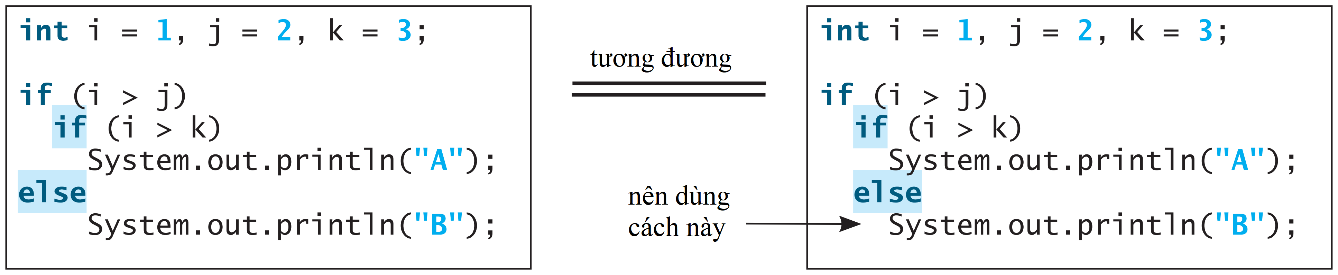 int i = 1, j = 2, k = 3;
if (i > j)
if (i > k)
System.out.println("A");
else
System.out.println("B");
tương đương
nên dùng
cách này
int i = 1, j = 2, k = 3;
if (i > j)
if (i > k)
System.out.println("A");
else
System.out.println("B");